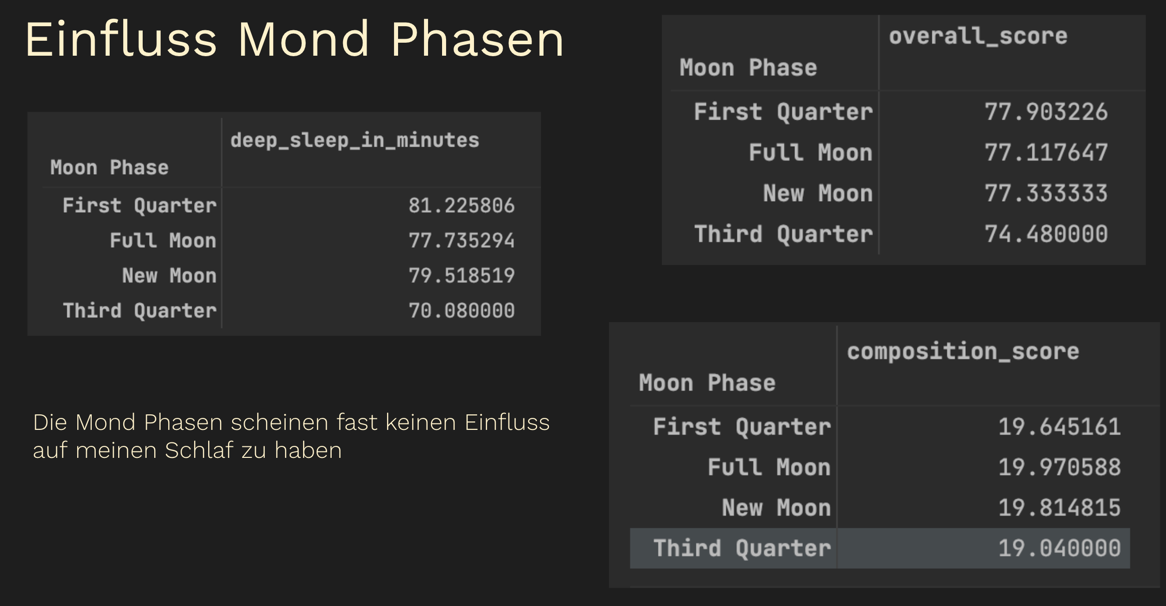 Einfluss Mond Phasen
deep_sleep_in_minutes
Moon Phase
First Quarter 81.225806
Full Moon 77.735294
New Moon 79.518519
Third Quarter 70.080000
Die Mond Phasen scheinen fast keinen Einfluss
auf meinen Schlaf zu haben
overall_score
Moon Phase
First Quarter 77.903226
Full Moon 77.117647
New Moon 77.333333
Third Quarter 74.480000
composition_score
Moon Phase
First Quarter 19.645161
Full Moon 19.970588
New Moon 19.814815
Third Quarter 19.040000